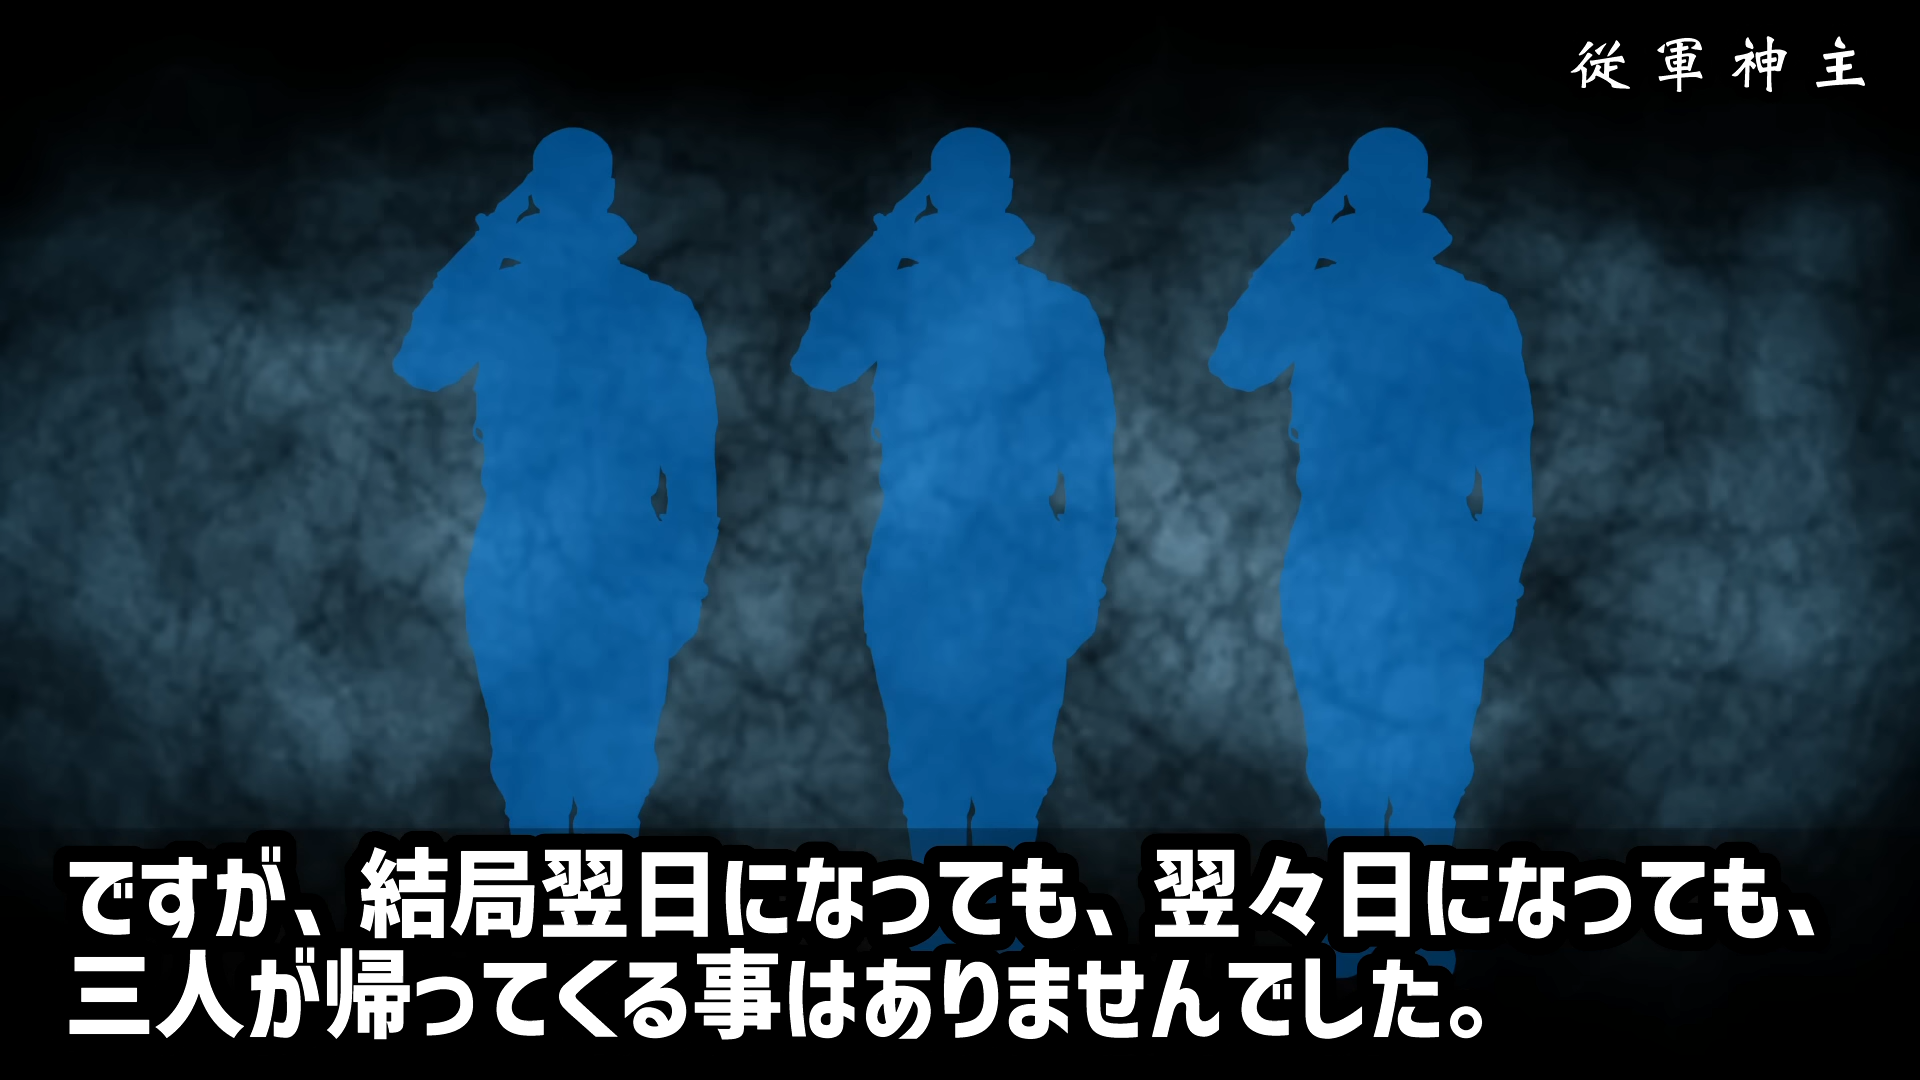 従軍神主
ですが、結局翌日になっても、翌々日になっても、
三人が帰ってくる事はありませんでした。